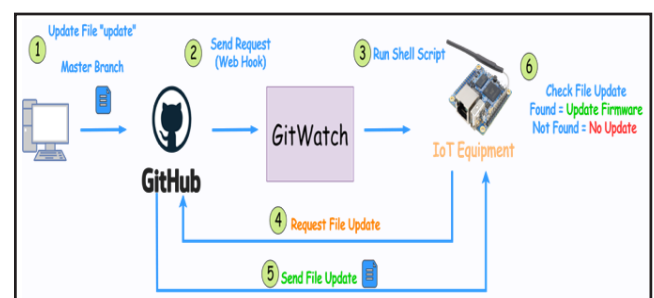 1
Update File "update"
Master Branch
2
Send Request
(Web Hook)
3
Run Shell Script
6
Check File Update
Found = Update Firmware
Not Found = No Update
GitHub
GitWatch
IoT Equipment
4
Request File Update
5
Send File Update